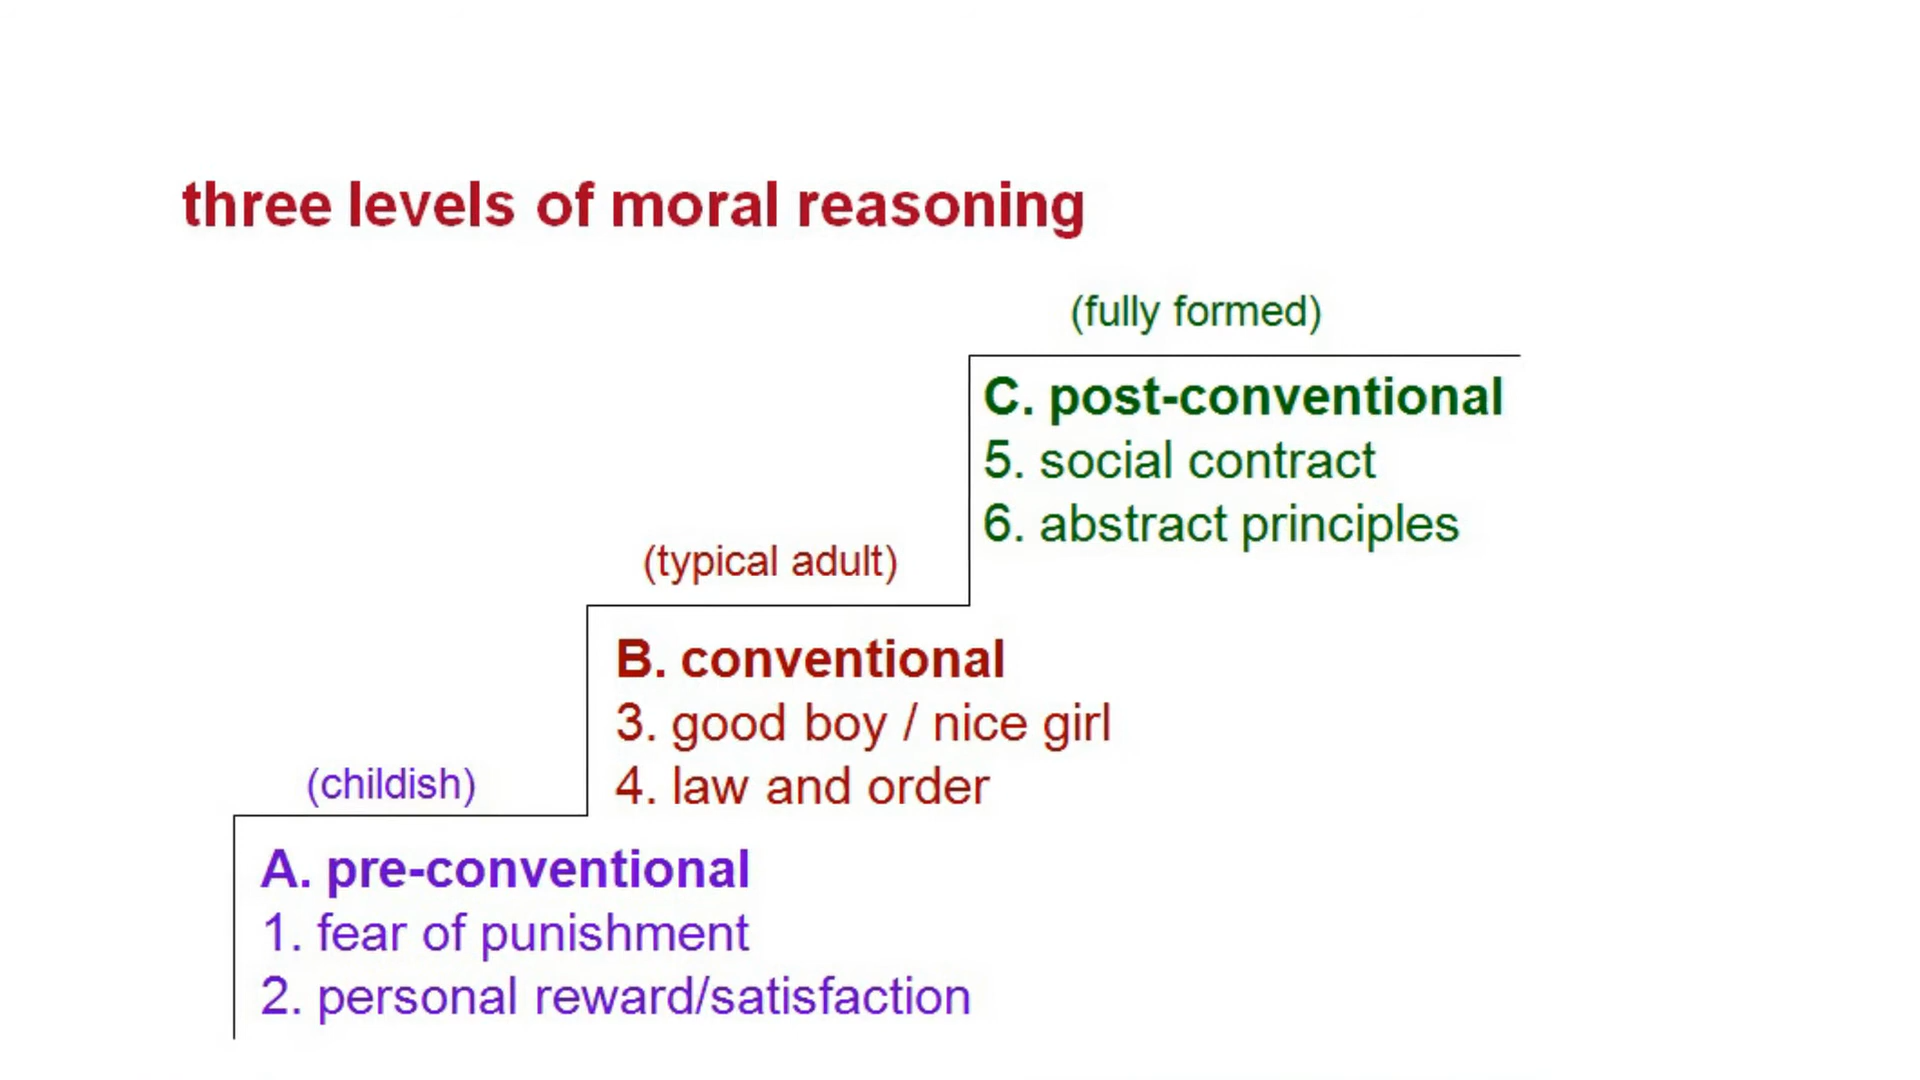 three levels of moral reasoning
(fully formed)
C. post-conventional
5. social contract
6. abstract principles
(typical adult)
B. conventional
3. good boy / nice girl
4. law and order
(childish)
A. pre-conventional
1. fear of punishment
2. personal reward/satisfaction